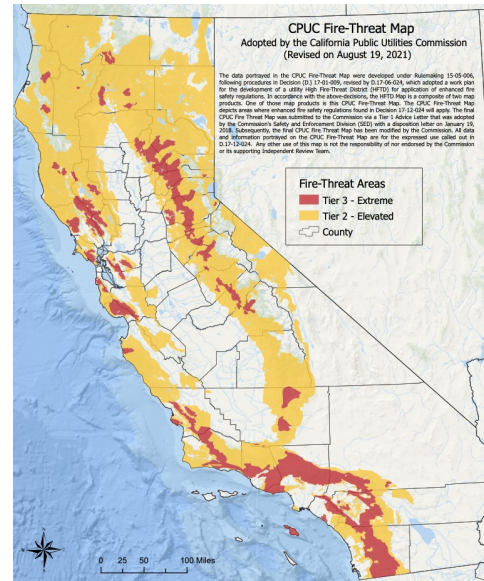 CPUC Fire-Threat Map
Adopted by the California Public Utilities Commission
(Revised on August 19, 2021)
The data portrayed in the CPUC Fire-Threat Map were developed under Rulemaking 15-05-006,
following procedures in Decision (D.) 17-01-009, revised by D.17-06-024, which adopted a work plan
for the development of a utility High Fire-Threat District (HFTD) for application of enhanced fire
safety regulations. In accordance with the above-decisions, the HFTD Map is a composite of two map
products. One of those map products is this CPUC Fire-Threat Map. The CPUC Fire-Threat Map
depicts areas where enhanced fire safety regulations found in Decision 17-12-024 will apply. The final
CPUC Fire-Threat Map was submitted to the Commission via a Tier 1 Advice Letter that was adopted
by the Commission's Safety and Enforcement Division (SED) with a disposition letter on January 19,
2018. Subsequently, the final CPUC Fire-Threat Map has been modified by the Commission. All data
and information portrayed on the CPUC Fire-Threat Map are for the expressed use called out in
D.17-12-024. Any other use of this map is not the responsibility of nor endorsed by the Commission
or its supporting Independent Review Team.
Fire-Threat Areas
Tier 3 - Extreme
Tier 2 - Elevated
County
N
W E
S
0 25 50 100 Miles